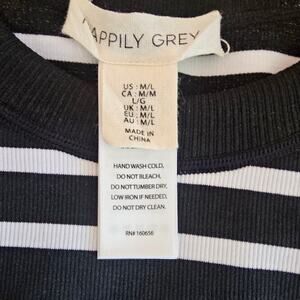 HAPPILY GREY
US : M/L
CA : M/M
L/G
UK : M/L
EU : M/L
AU : M/L
MADE IN
CHINA
HAND WASH COLD,
DO NOT BLEACH,
DO NOT TUMBER DRY,
LOW IRON IF NEEDED,
DO NOT DRY CLEAN.
RN# 160656